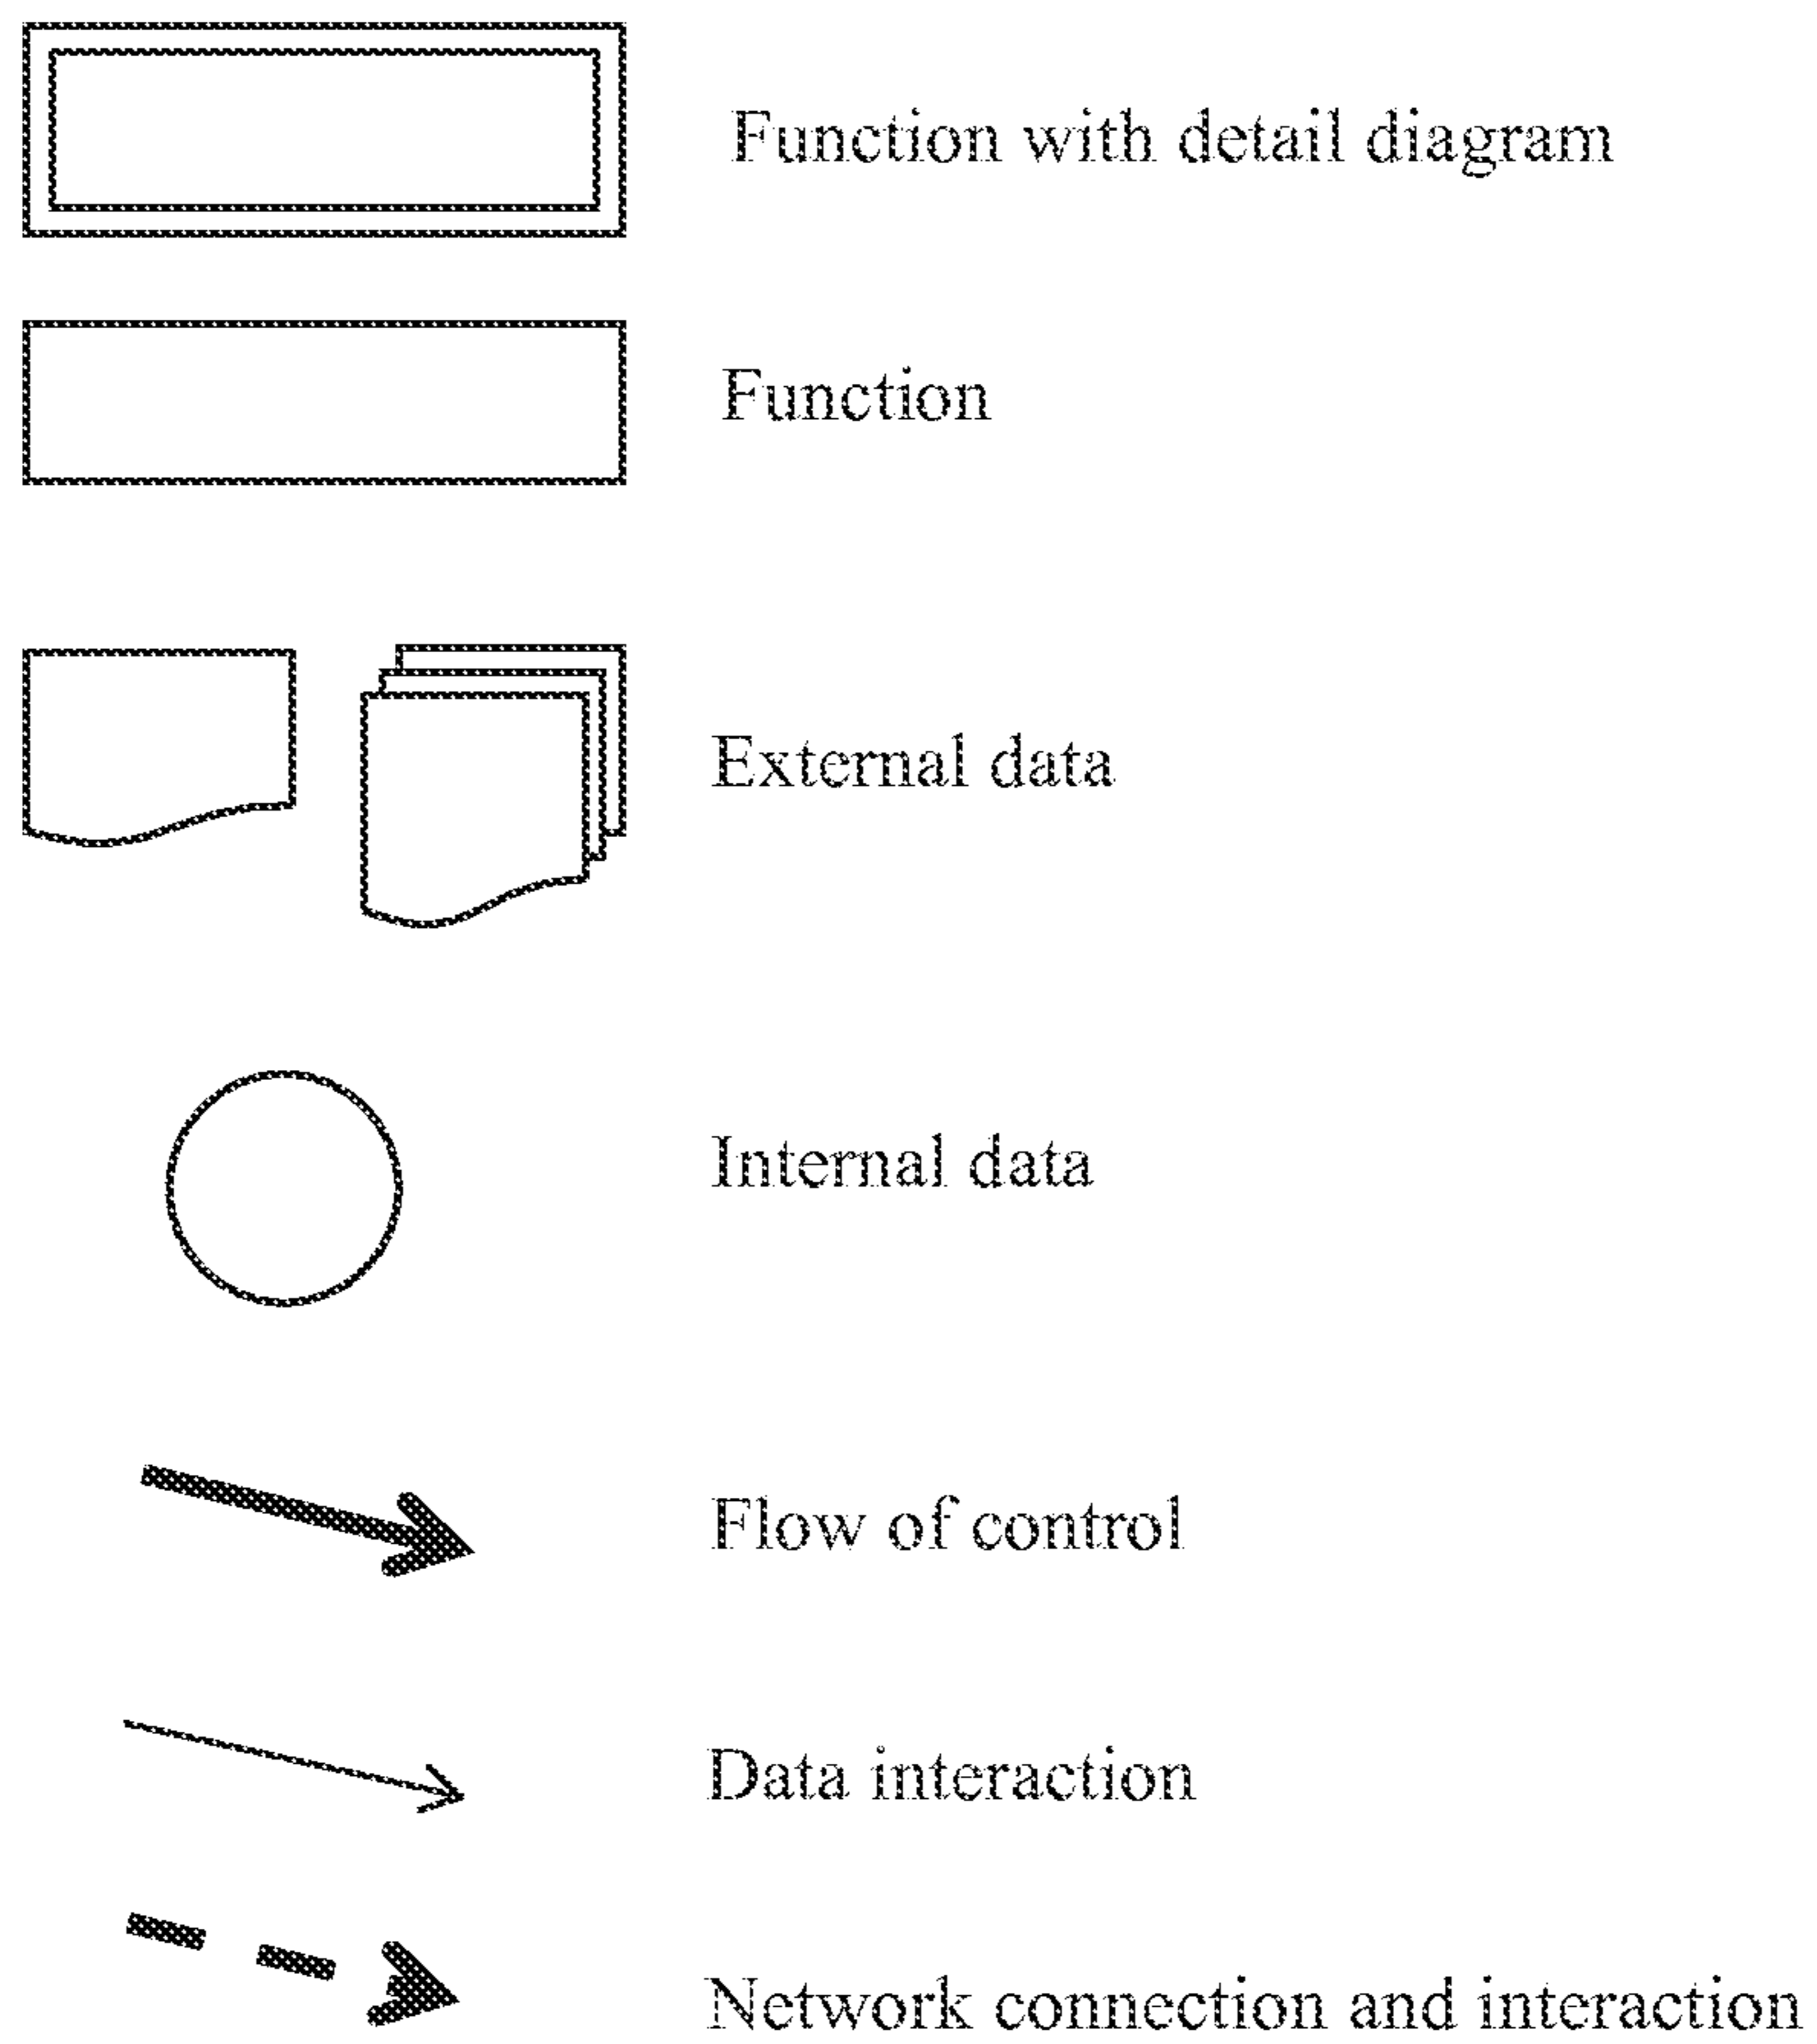 Function with detail diagram
Function
External data
Internal data
Flow of control
Data interaction
Network connection and interaction